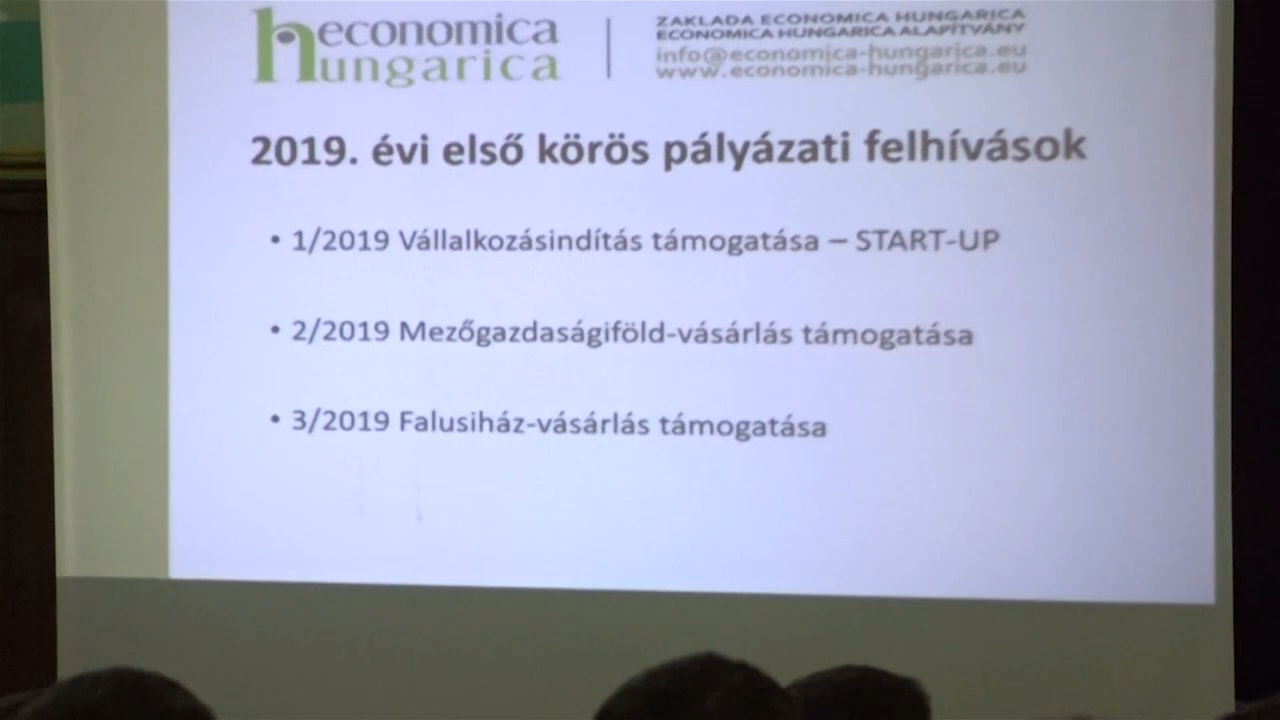 economica
hungarica
ZAKLADA ECONOMICA HUNGARICA
ECONOMICA HUNGARICA ALAPÍTVÁNY
info@economica-hungarica.eu
www.economica-hungarica.eu
2019. évi első körös pályázati felhívások
• 1/2019 Vállalkozásindítás támogatása – START-UP
• 2/2019 Mezőgazdaságiföld-vásárlás támogatása
• 3/2019 Falusiház-vásárlás támogatása